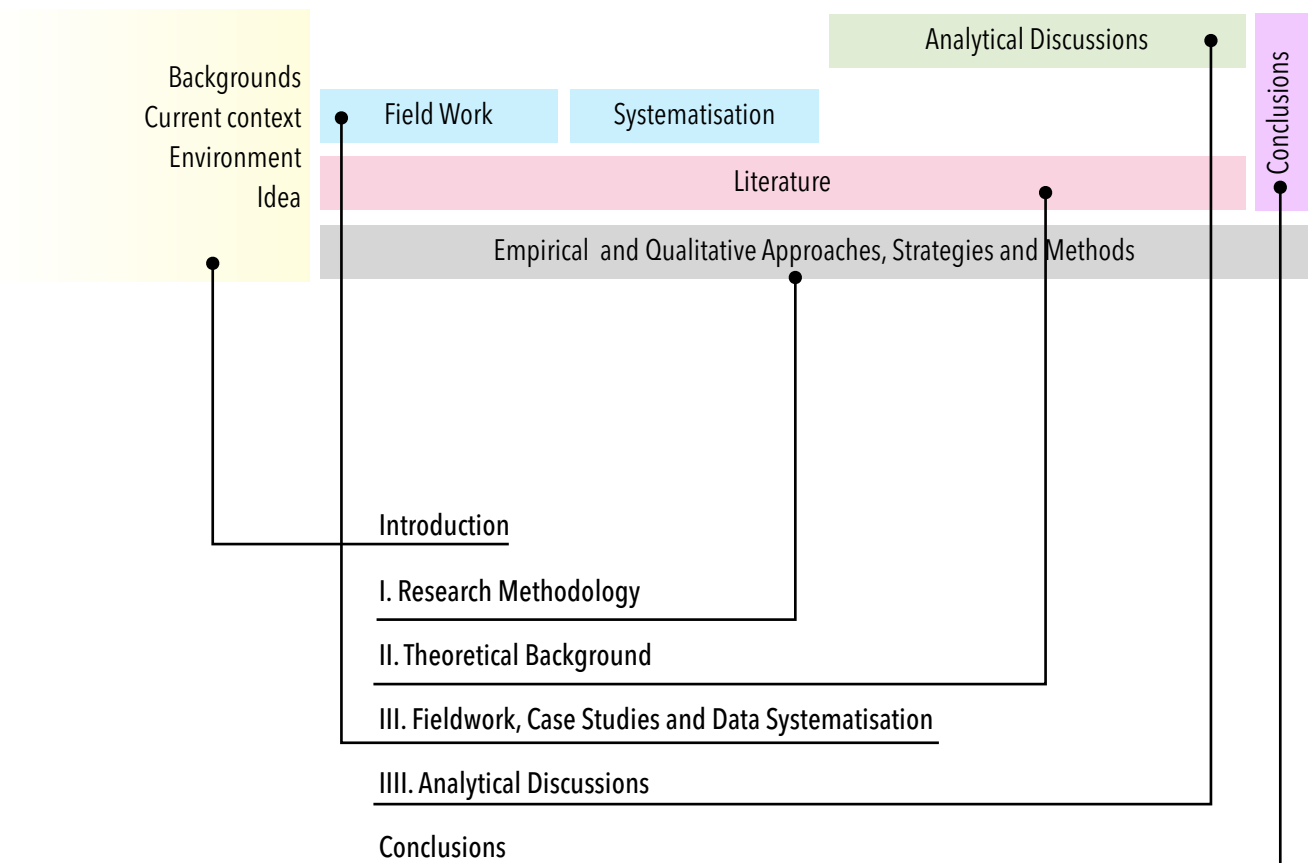 Backgrounds
Current context
Environment
Idea
Field Work
Systematisation
Analytical Discussions
Conclusions
Literature
Empirical  and Qualitative Approaches, Strategies and Methods
Introduction
I. Research Methodology
II. Theoretical Background
III. Fieldwork, Case Studies and Data Systematisation
IIII. Analytical Discussions
Conclusions